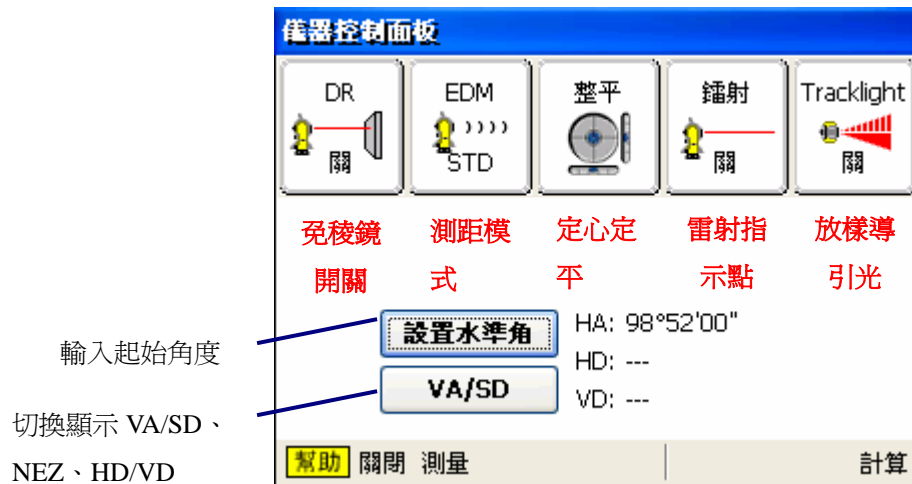 儀器控制面板
DR
關
EDM
STD
整平
鐳射
關
Tracklight
關
免稜鏡
開關
測距模
式
定心定
平
雷射指
示點
放樣導
引光
輸入起始角度
設置水準角
HA: 98°52'00"
HD: ---
VD: ---
VA/SD
切換顯示 VA/SD、
NEZ、HD/VD
幫助 關閉 測量 計算